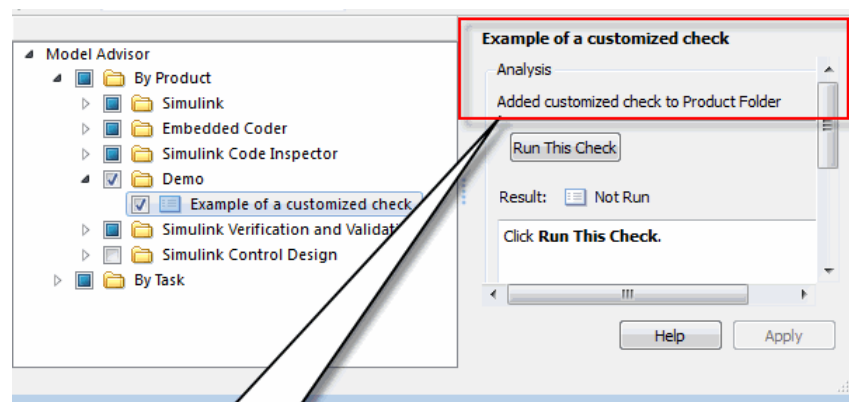 Model Advisor
By Product
Simulink
Embedded Coder
Simulink Code Inspector
Demo
Example of a customized check
Simulink Verification and
Simulink Control Design
By Task
Example of a customized check
Analysis
Added customized check to Product Folder
Run This Check
Result: Not Run
Click Run This Check.
Help Apply